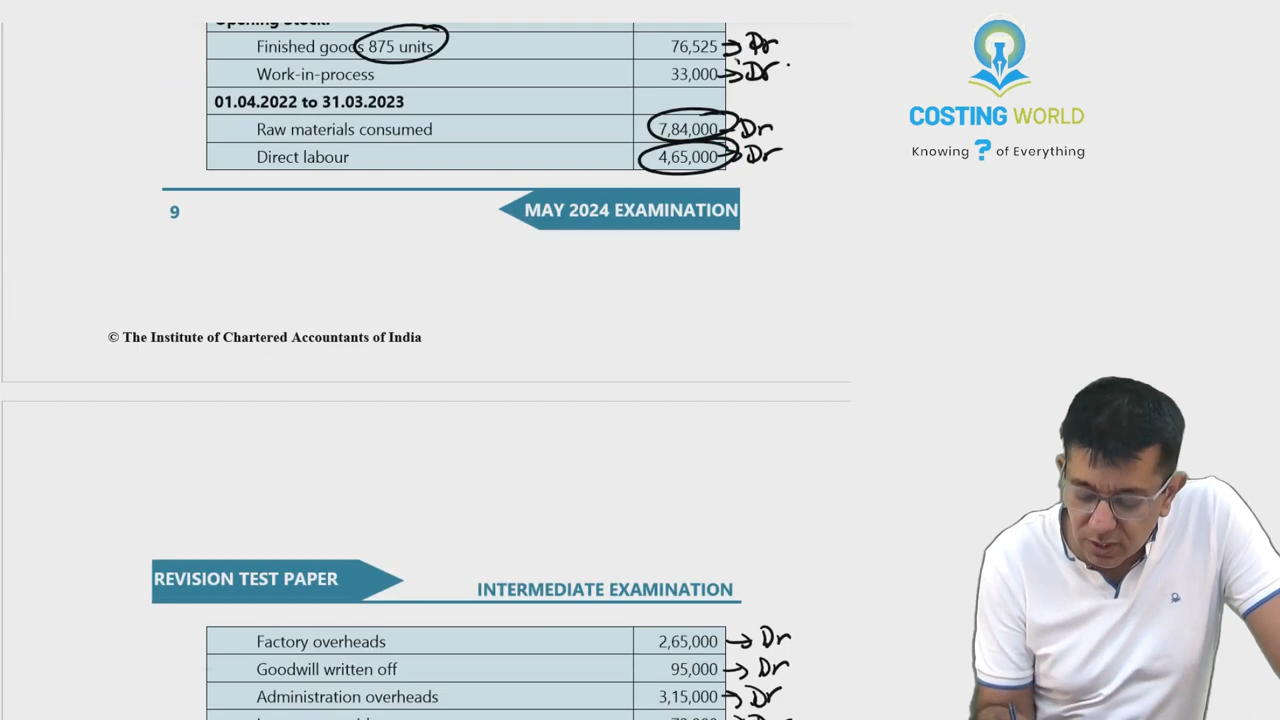 Opening Stock:
Finished goods 875 units 76,525 → Dr
Work-in-process 33,000 → Dr
01.04.2022 to 31.03.2023
Raw materials consumed 7,84,000 → Dr
Direct labour 4,65,000 → Dr
9 MAY 2024 EXAMINATION
© The Institute of Chartered Accountants of India
REVISION TEST PAPER INTERMEDIATE EXAMINATION
Factory overheads 2,65,000 → Dr
Goodwill written off 95,000 → Dr
Administration overheads 3,15,000 → Dr
COSTING WORLD
Knowing ? of Everything